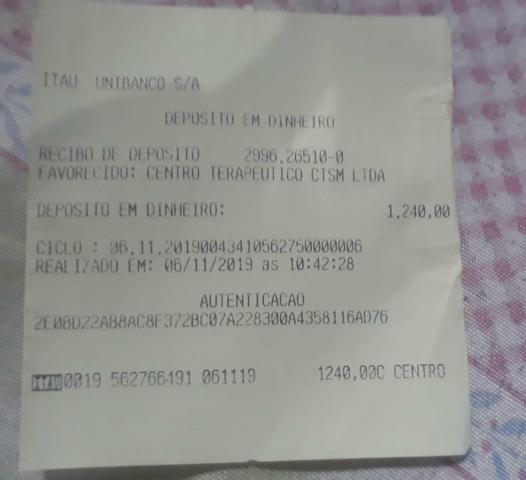 ITAU UNIBANCO S/A
DEPOSITO EM DINHEIRO
RECIBO DE DEPOSITO 2996.26510-0
FAVORECIDO: CENTRO TERAPEUTICO CTSM LTDA
DEPOSITO EM DINHEIRO: 1.240,00
CICLO : 06.11.20190043410562750000006
REALIZADO EM: 06/11/2019 as 10:42:28
AUTENTICACAO
2E0BD22AB8AC8F372BC07A228300A4358116AD76
ITAU0019 562766491 061119 1240,00C CENTRO